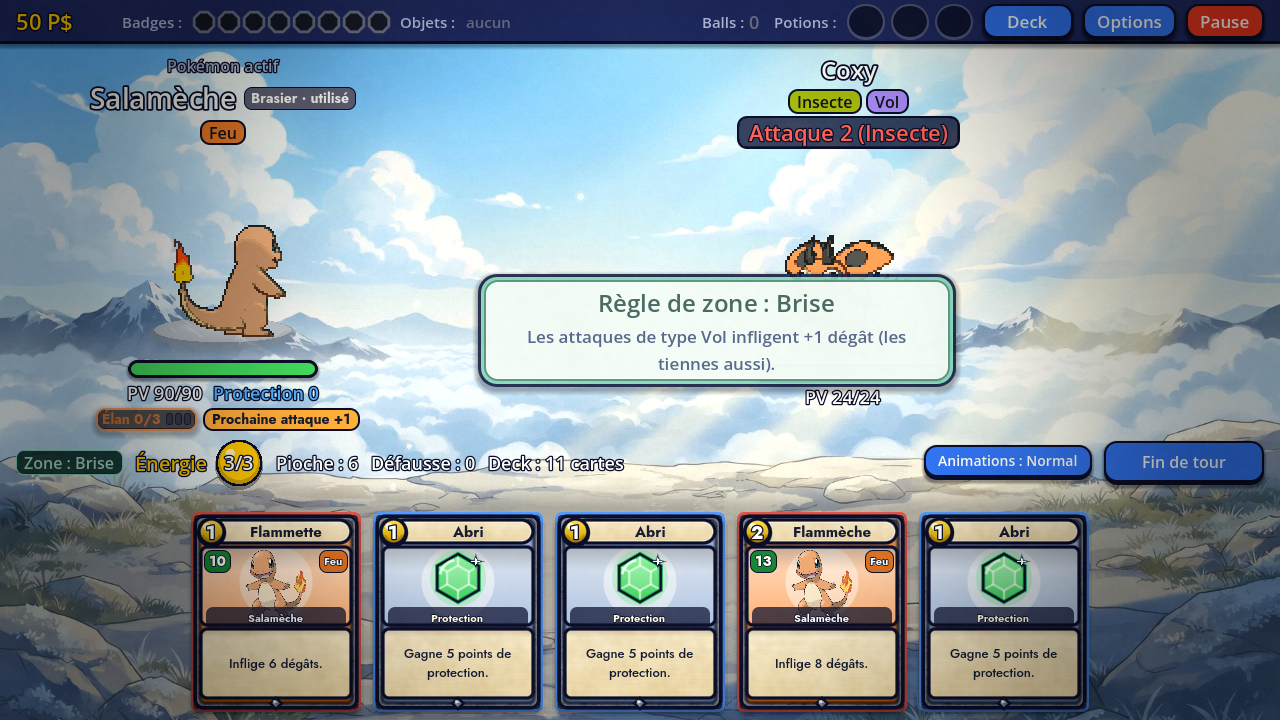 50 P$
Badges :
Objets : aucun
Balls : 0
Potions :
Deck
Options
Pause
Pokémon actif
Salamèche
Brasier · utilisé
Feu
Coxy
Insecte
Vol
Attaque 2 (Insecte)
Règle de zone : Brise
Les attaques de type Vol infligent +1 dégât (les
tiennes aussi).
PV 90/90
Protection 0
PV 24/24
Élan 0/3
Prochaine attaque +1
Zone : Brise
Énergie
3/3
Pioche : 6
Défausse : 0
Deck : 11 cartes
Animations : Normal
Fin de tour
1
Flammette
10
Feu
Salamèche
Inflige 6 dégâts.
1
Abri
Protection
Gagne 5 points de
protection.
1
Abri
Protection
Gagne 5 points de
protection.
2
Flammèche
13
Feu
Salamèche
Inflige 8 dégâts.
1
Abri
Protection
Gagne 5 points de
protection.